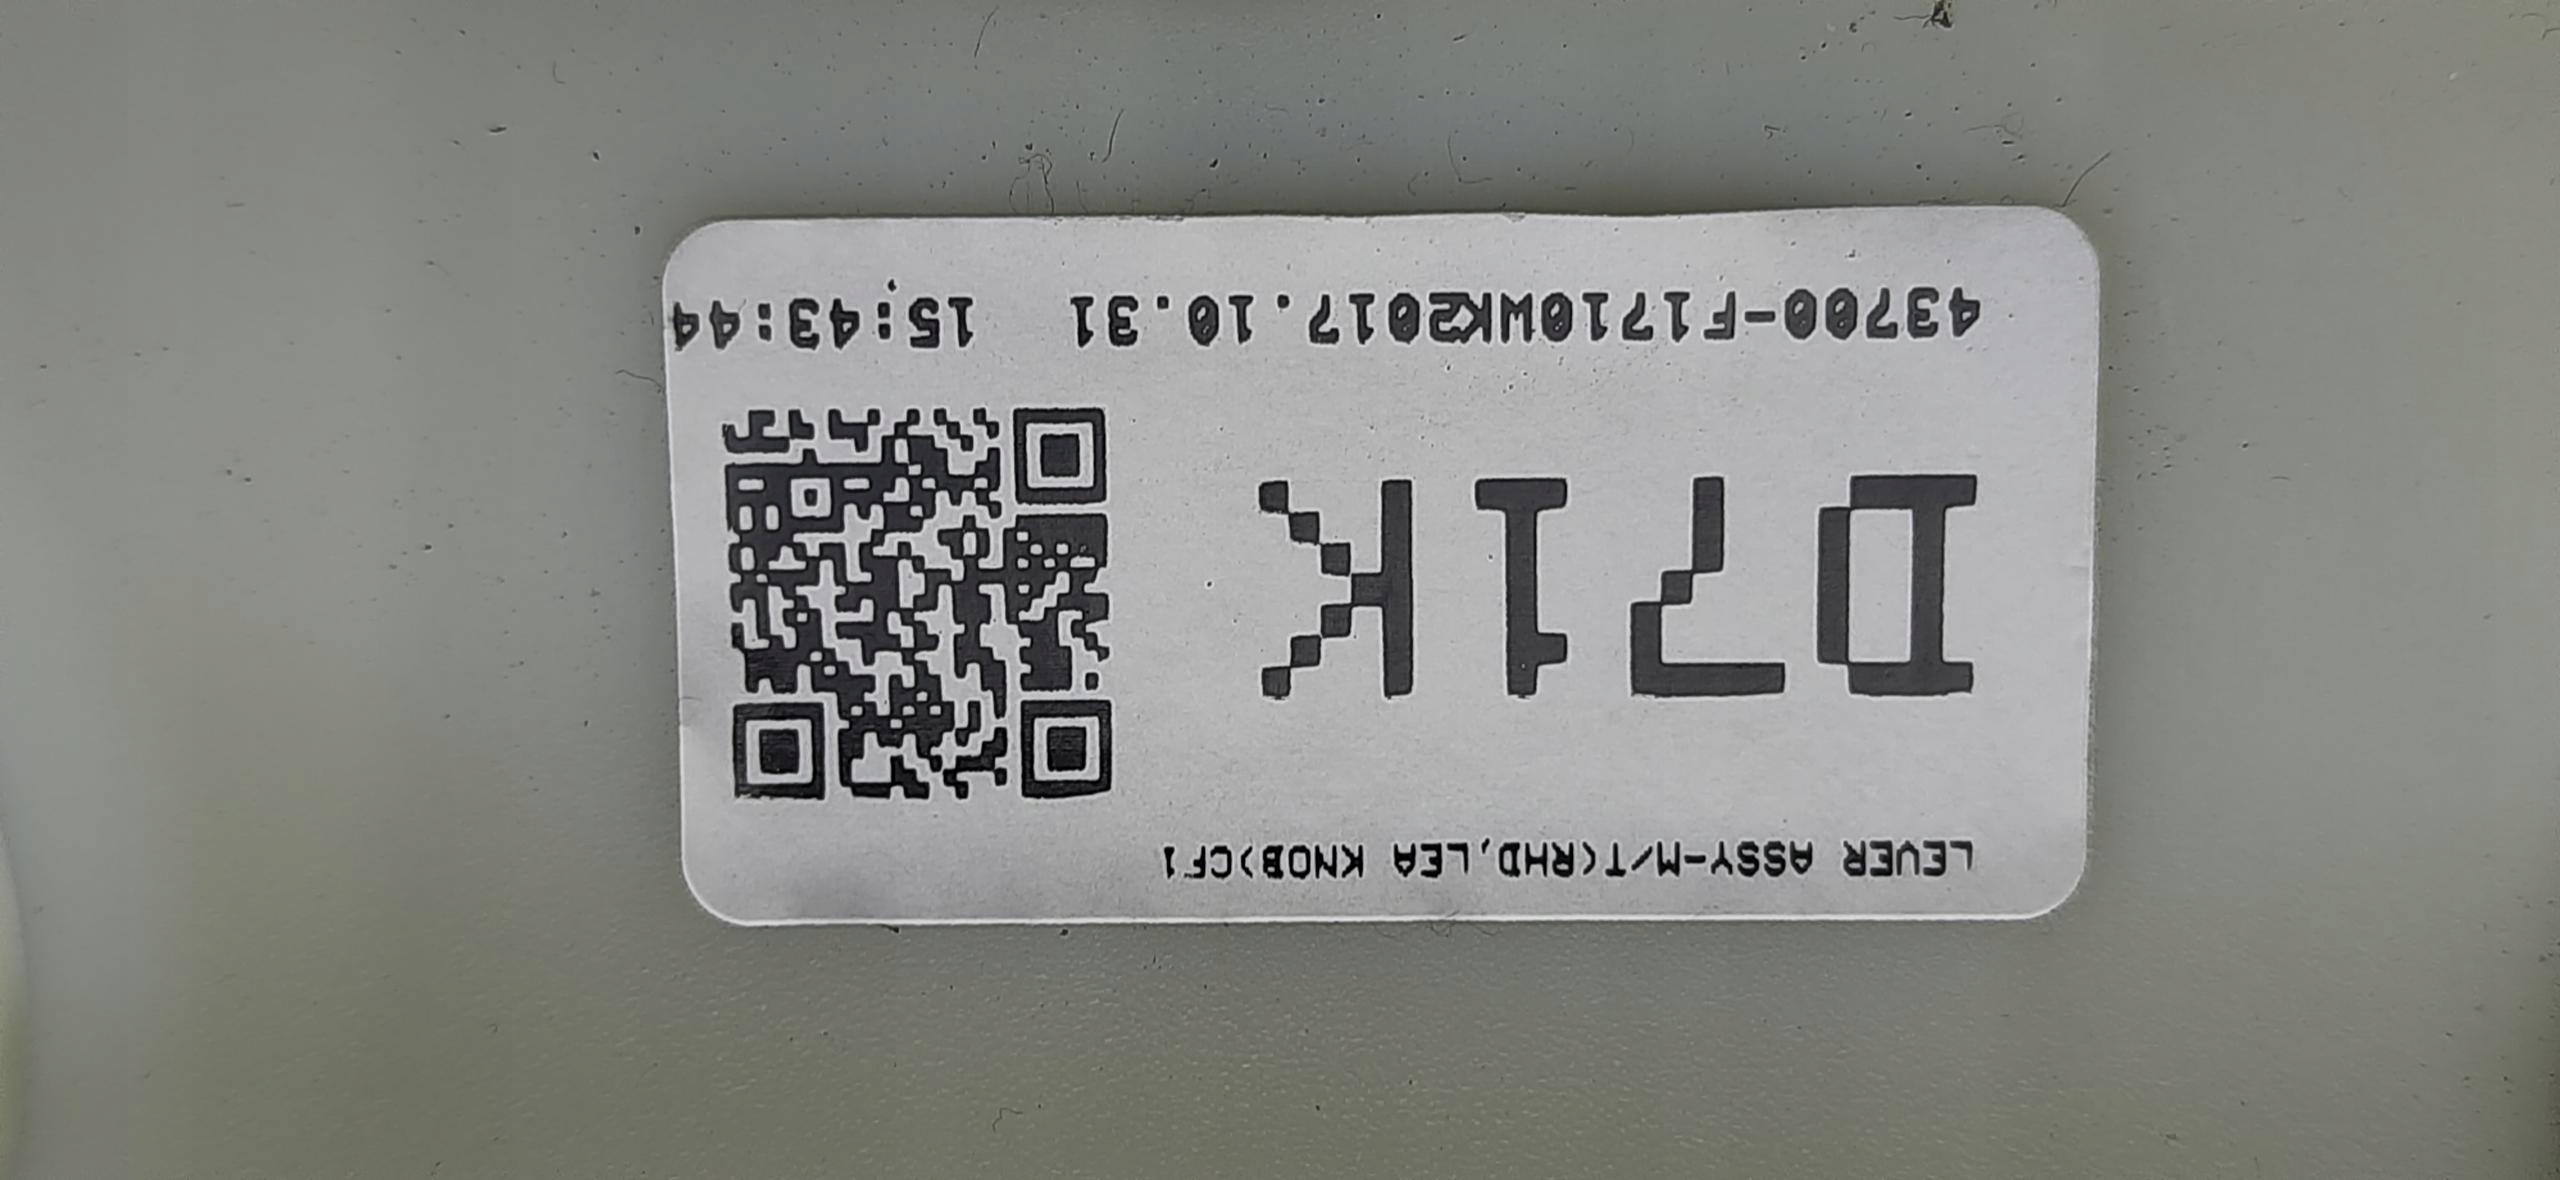 LEVER ASSY-M/T(RHD,LEA KNOB)CF1
D71K
43700-F1710WK2017.10.31 15:43:44